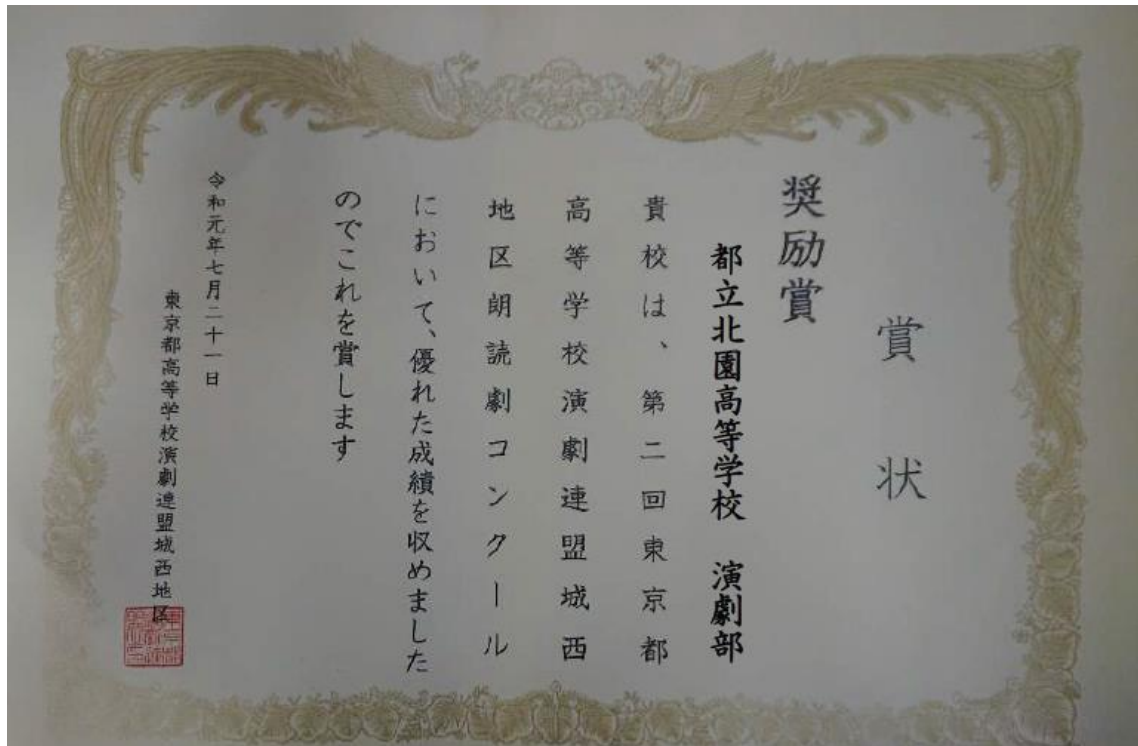 賞状
奨励賞
都立北園高等学校 演劇部
貴校は、第二回東京都
高等学校演劇連盟城西
地区朗読劇コンクール
において、優れた成績を収めました
のでこれを賞します
令和元年七月二十一日
東京都高等学校演劇連盟城西地区